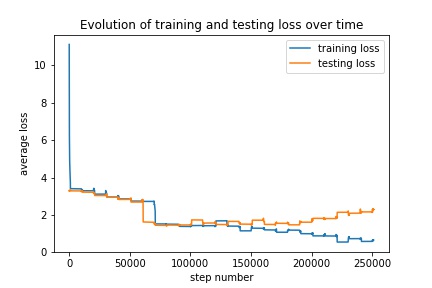 Evolution of training and testing loss over time
training loss
testing loss
average loss
10
8
6
4
2
0
0 50000 100000 150000 200000 250000
step number